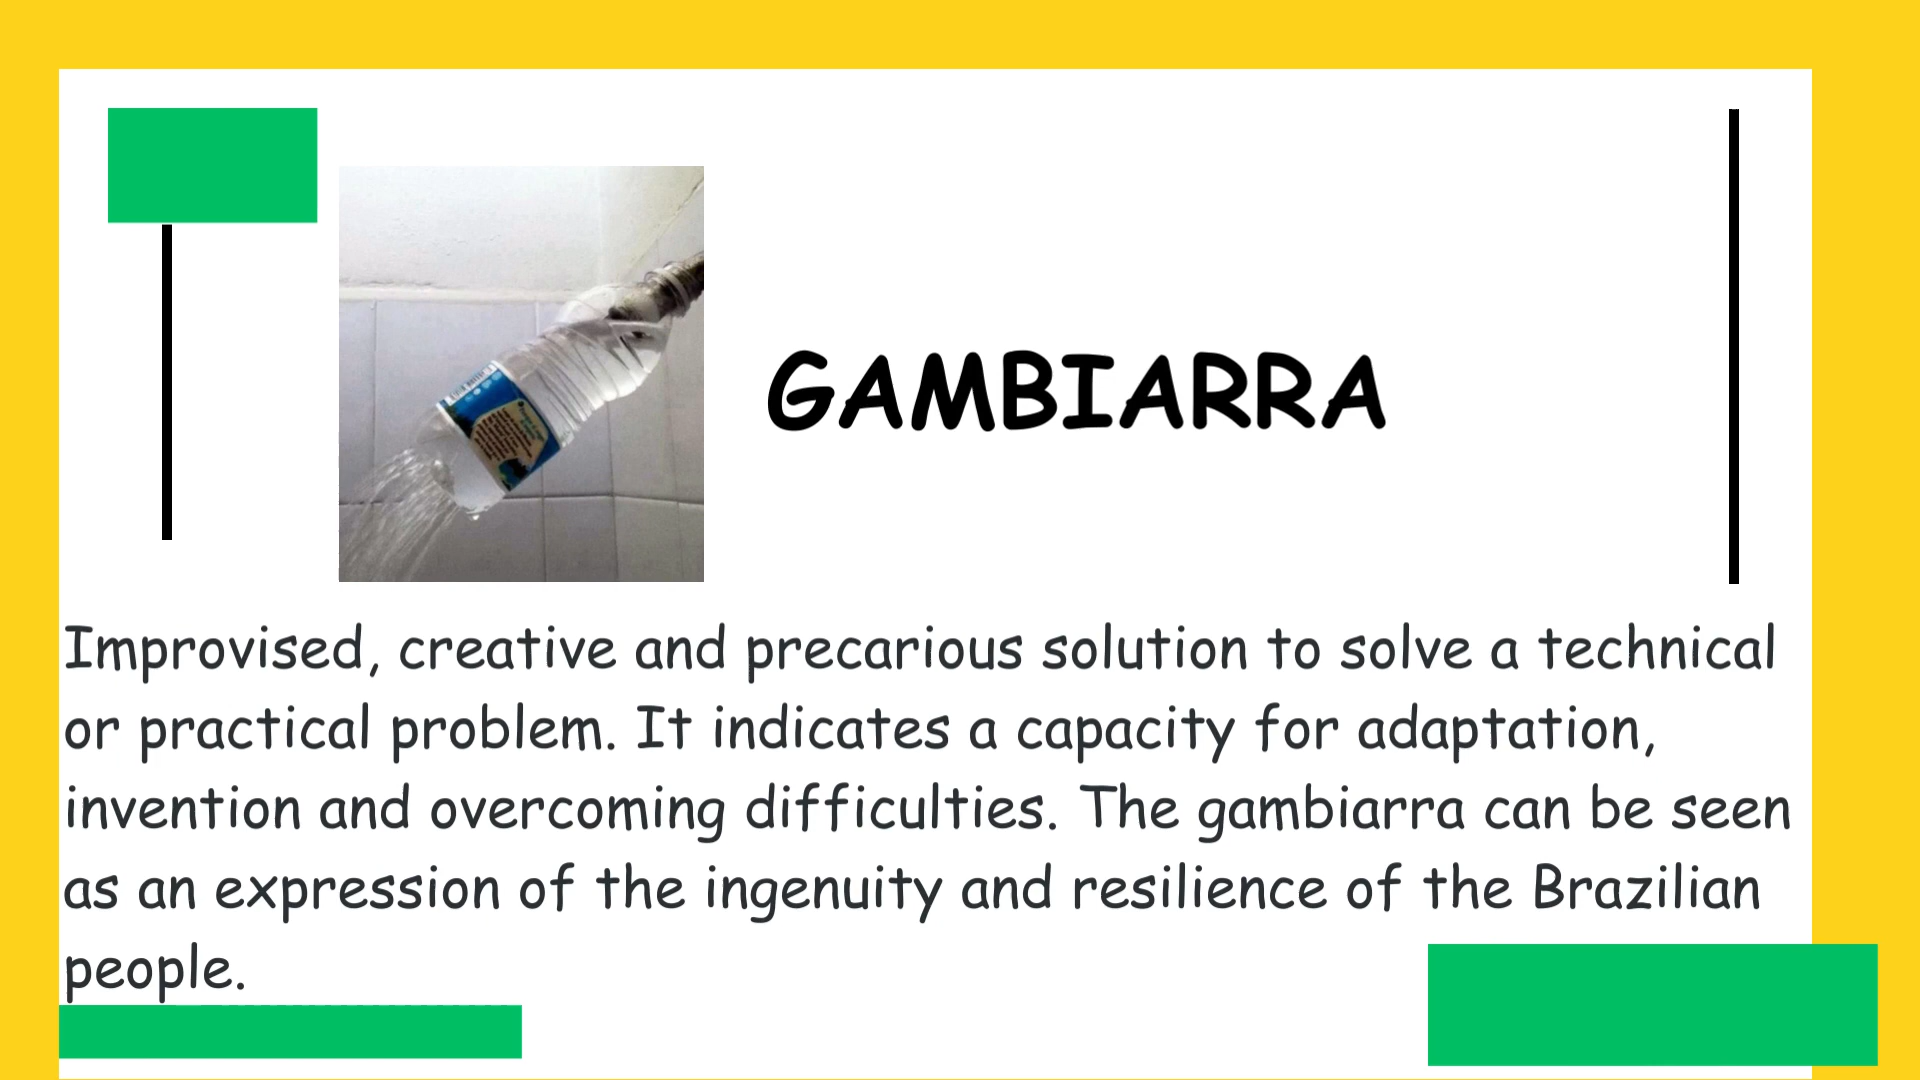 GAMBIARRA
Improvised, creative and precarious solution to solve a technical
or practical problem. It indicates a capacity for adaptation,
invention and overcoming difficulties. The gambiarra can be seen
as an expression of the ingenuity and resilience of the Brazilian
people.